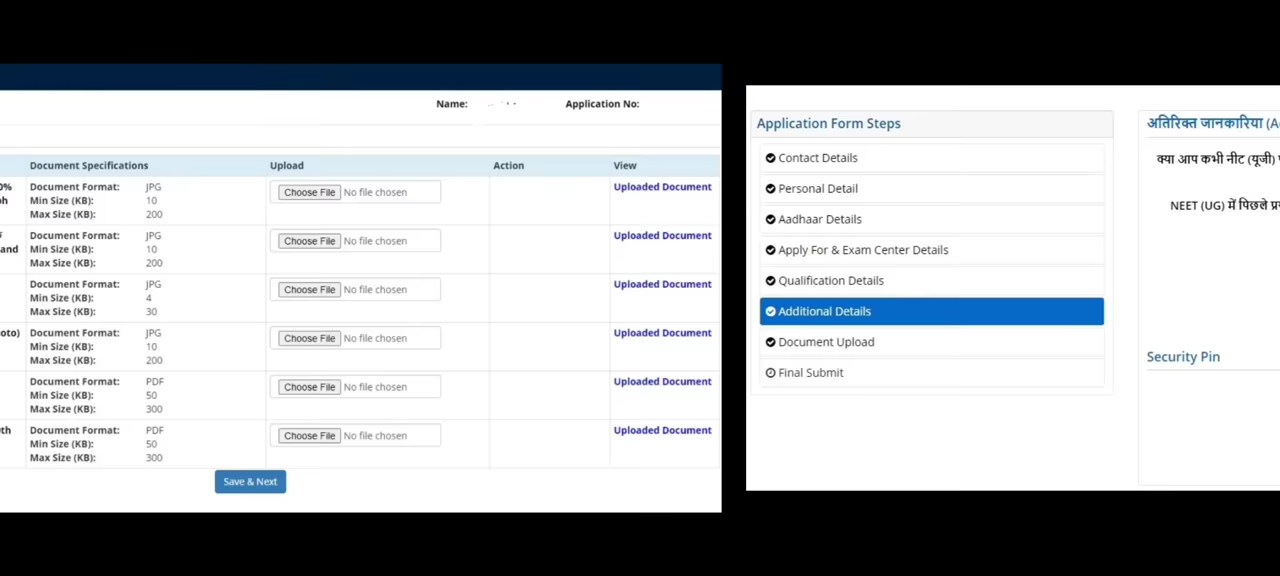 Name: Application No:
Document Specifications Upload Action View
0% Document Format: JPG Choose File No file chosen Uploaded Document
ph Min Size (KB): 10
Max Size (KB): 200
Document Format: JPG Choose File No file chosen Uploaded Document
and Min Size (KB): 10
Max Size (KB): 200
Document Format: JPG Choose File No file chosen Uploaded Document
Min Size (KB): 4
Max Size (KB): 30
oto) Document Format: JPG Choose File No file chosen Uploaded Document
Min Size (KB): 10
Max Size (KB): 200
Document Format: PDF Choose File No file chosen Uploaded Document
Min Size (KB): 50
Max Size (KB): 300
th Document Format: PDF Choose File No file chosen Uploaded Document
Min Size (KB): 50
Max Size (KB): 300
Save & Next
Application Form Steps
Contact Details
Personal Detail
Aadhaar Details
Apply For & Exam Center Details
Qualification Details
Additional Details
Document Upload
Final Submit
अतिरिक्त जानकारिया (A
क्या आप कभी नीट (यूजी)
NEET (UG) में पिछले प्र
Security Pin